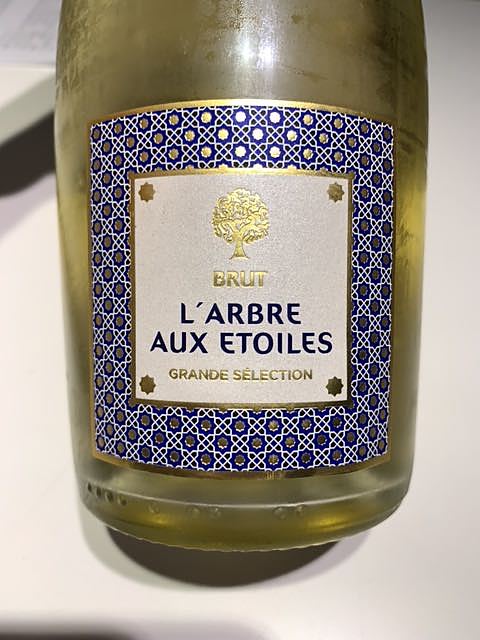 BRUT
L´ARBRE
AUX ETOILES
GRANDE SÉLECTION